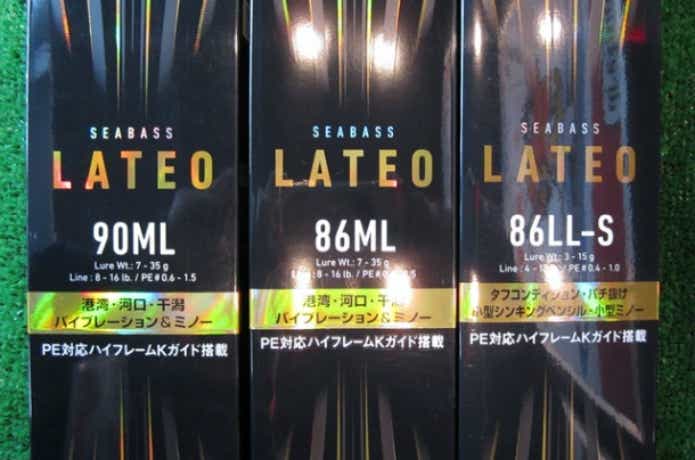 SEABASS
LATEO
90ML
Lure Wt.: 7 - 35 g
Line : 8 - 16 lb. / PE # 0.6 - 1.5
港湾・河口・干潟
バイブレーション&ミノー
PE対応ハイフレームKガイド搭載
SEABASS
LATEO
86ML
Lure Wt.: 7 - 35 g
Line : 8 - 16 lb. / PE #
港湾・河口・干潟
バイブレーション&ミノー
PE対応ハイフレームKガイド搭載
SEABASS
LATEO
86LL-S
Lure Wt.: 3 - 15 g
Line : 4 - / PE # 0.4 - 1.0
タフコンディション・バチ抜け
小型シンキングペンシル・小型ミノー
PE対応ハイフレームKガイド搭載